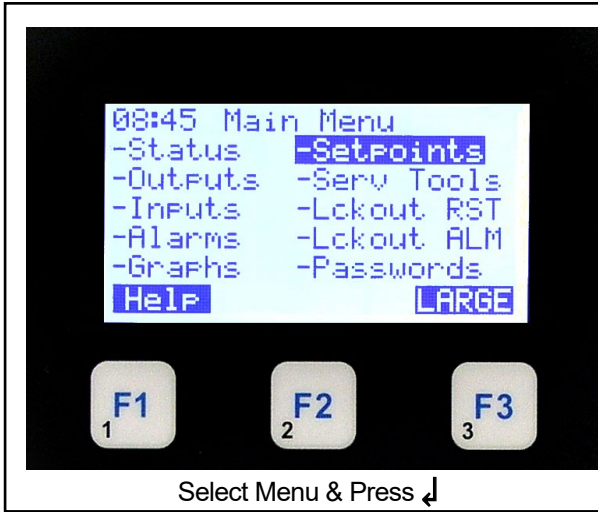 08:45 Main Menu
-Status -Setpoints
-Outputs -Serv Tools
-Inputs -Lckout RST
-Alarms -Lckout ALM
-Graphs -Passwords
Help LARGE
F1 F2 F3
1 2 3
Select Menu & Press ↲